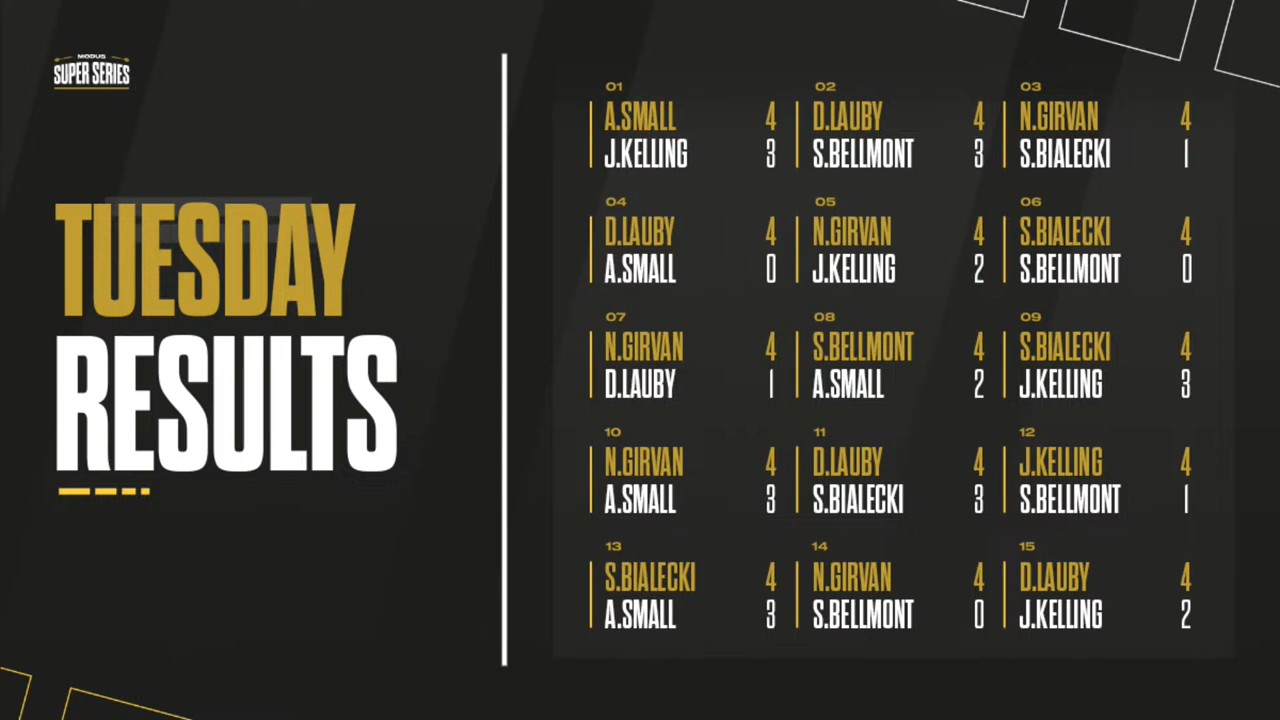 MODUS
SUPER SERIES
TUESDAY
RESULTS
01
A.SMALL 4
J.KELLING 3
02
D.LAUBY 4
S.BELLMONT 3
03
N.GIRVAN 4
S.BIALECKI 1
04
D.LAUBY 4
A.SMALL 0
05
N.GIRVAN 4
J.KELLING 2
06
S.BIALECKI 4
S.BELLMONT 0
07
N.GIRVAN 4
D.LAUBY 1
08
S.BELLMONT 4
A.SMALL 2
09
S.BIALECKI 4
J.KELLING 3
10
N.GIRVAN 4
A.SMALL 3
11
D.LAUBY 4
S.BIALECKI 3
12
J.KELLING 4
S.BELLMONT 1
13
S.BIALECKI 4
A.SMALL 3
14
N.GIRVAN 4
S.BELLMONT 0
15
D.LAUBY 4
J.KELLING 2